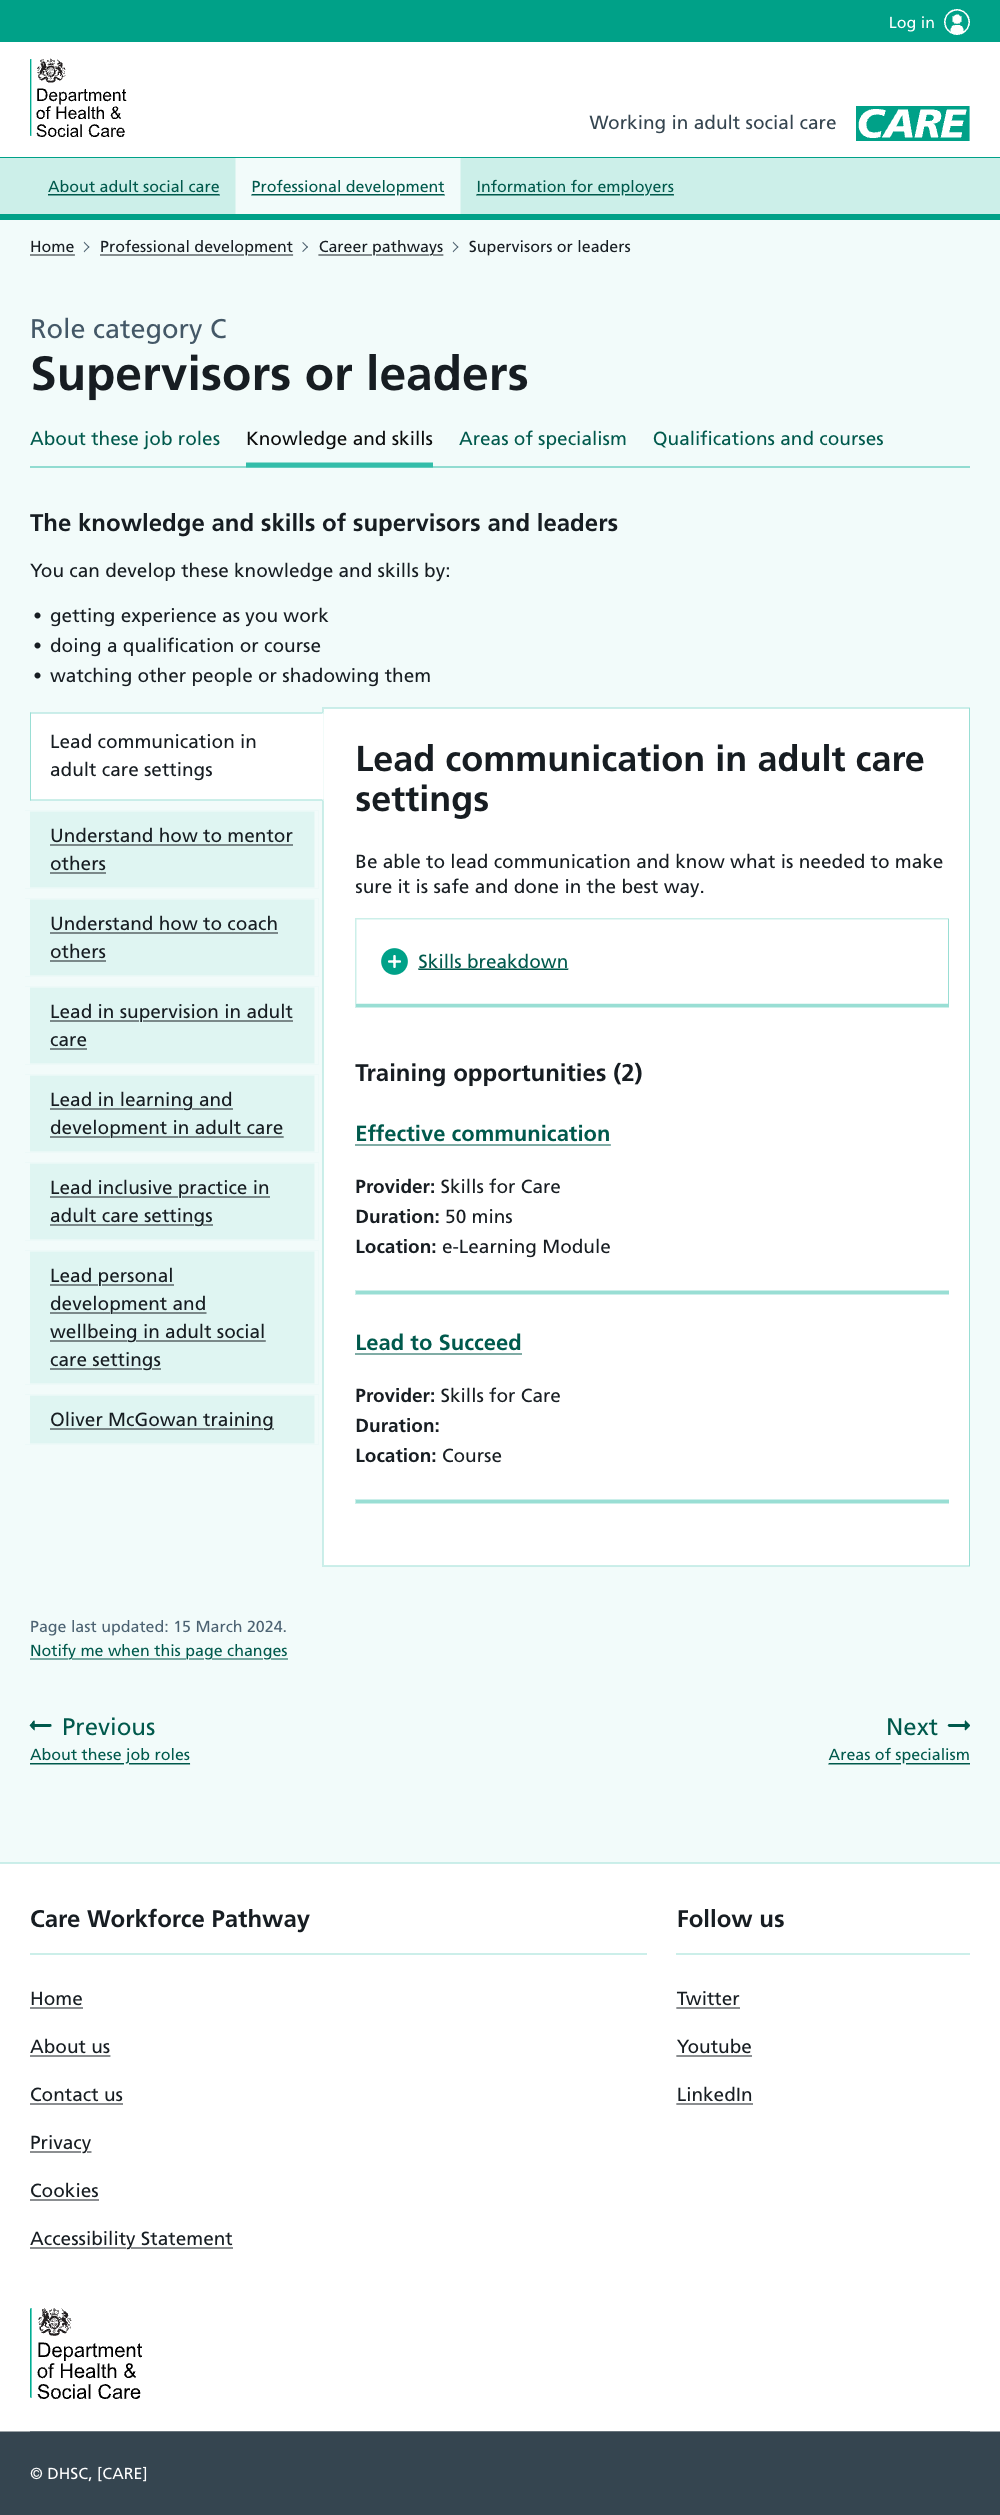 Log in
Department
of Health &
Social Care
Working in adult social care
CARE
About adult social care
Professional development
Information for employers
Home
Professional development
Career pathways
Supervisors or leaders
Role category C
Supervisors or leaders
About these job roles
Knowledge and skills
Areas of specialism
Qualifications and courses
The knowledge and skills of supervisors and leaders
You can develop these knowledge and skills by:
• getting experience as you work
• doing a qualification or course
• watching other people or shadowing them
Lead communication in
adult care settings
Understand how to mentor
others
Understand how to coach
others
Lead in supervision in adult
care
Lead in learning and
development in adult care
Lead inclusive practice in
adult care settings
Lead personal
development and
wellbeing in adult social
care settings
Oliver McGowan training
Lead communication in adult care
settings
Be able to lead communication and know what is needed to make
sure it is safe and done in the best way.
Skills breakdown
Training opportunities (2)
Effective communication
Provider: Skills for Care
Duration: 50 mins
Location: e-Learning Module
Lead to Succeed
Provider: Skills for Care
Duration:
Location: Course
Page last updated: 15 March 2024.
Notify me when this page changes
Previous
About these job roles
Next
Areas of specialism
Care Workforce Pathway
Home
About us
Contact us
Privacy
Cookies
Accessibility Statement
Follow us
Twitter
Youtube
LinkedIn
Department
of Health &
Social Care
© DHSC, [CARE]